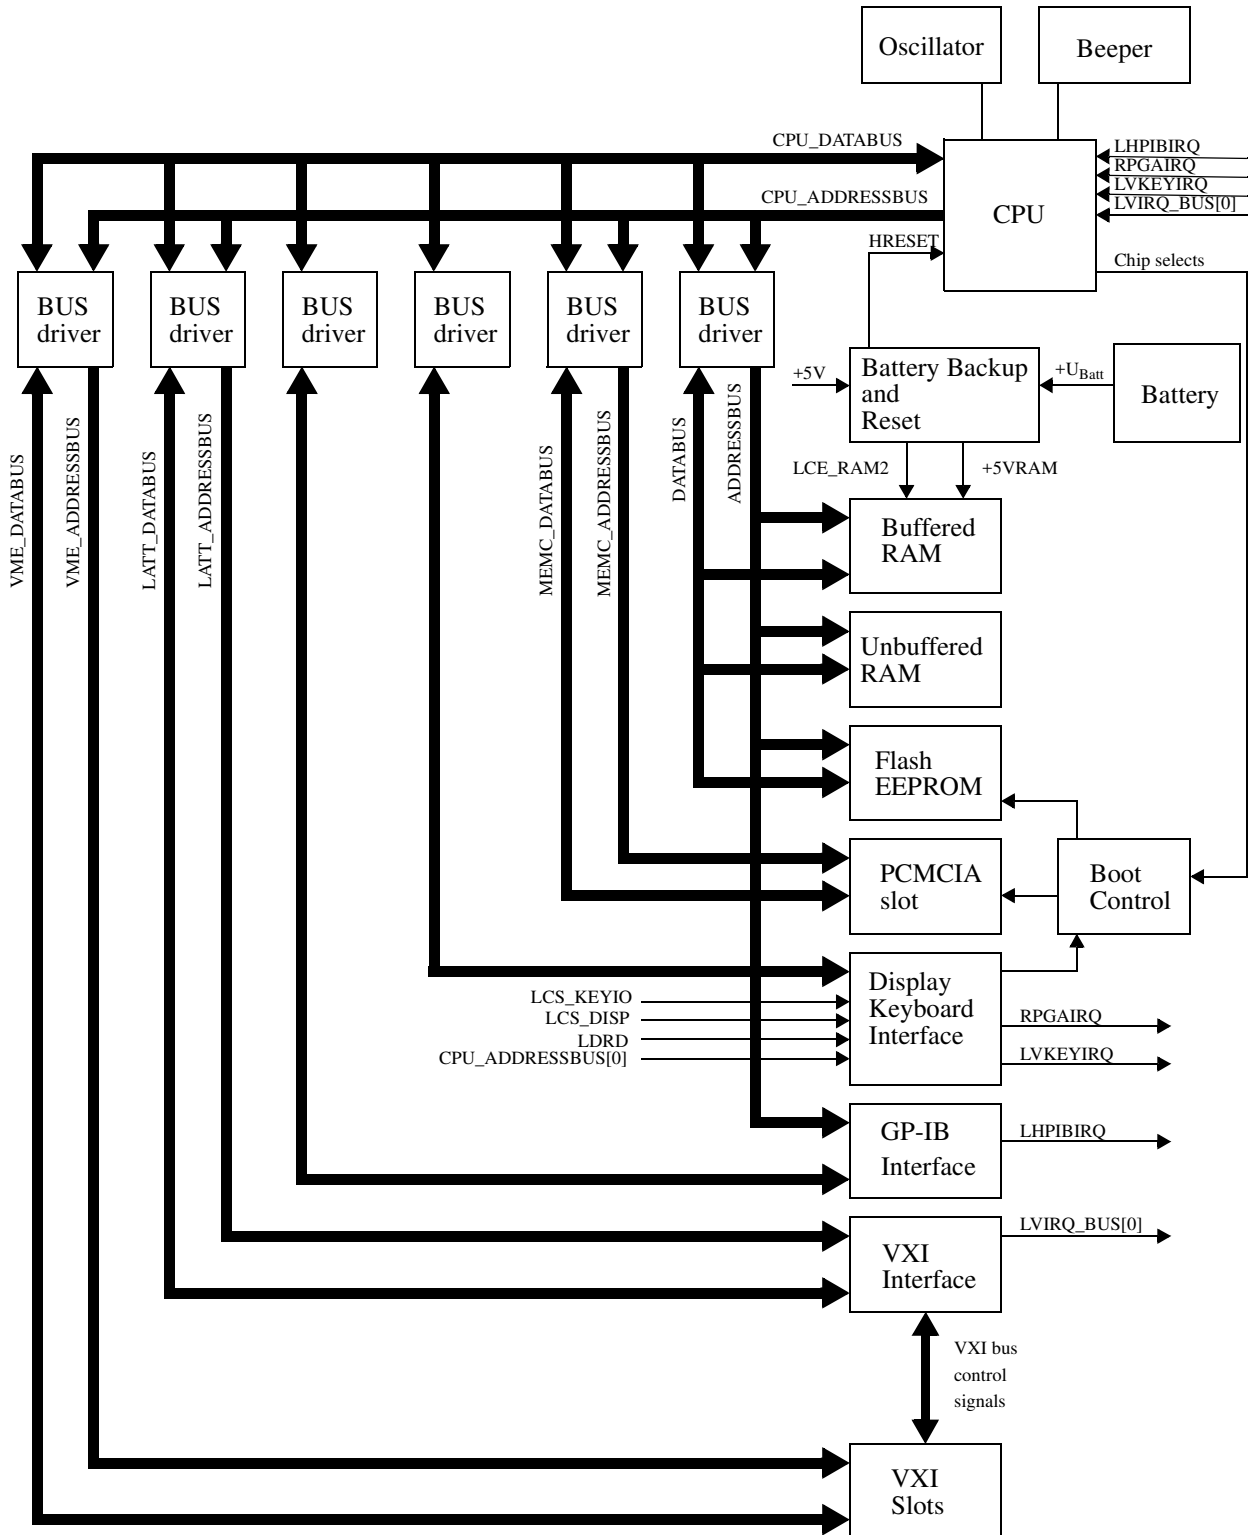 Oscillator
Beeper
CPU_DATABUS
LHPIBIRQ
RPGAIRQ
LVKEYIRQ
LVIRQ_BUS[0]
CPU_ADDRESSBUS
CPU
HRESET
Chip selects
BUS
driver
BUS
driver
BUS
driver
BUS
driver
BUS
driver
BUS
driver
+5V
Battery Backup
and
Reset
+UBatt
Battery
VME_DATABUS
VME_ADDRESSBUS
LATT_DATABUS
LATT_ADDRESSBUS
MEMC_DATABUS
MEMC_ADDRESSBUS
DATABUS
ADDRESSBUS
LCE_RAM2
+5VRAM
Buffered
RAM
Unbuffered
RAM
Flash
EEPROM
PCMCIA
slot
Boot
Control
Display
Keyboard
Interface
LCS_KEYIO
LCS_DISP
LDRD
CPU_ADDRESSBUS[0]
RPGAIRQ
LVKEYIRQ
GP-IB
Interface
LHPIBIRQ
VXI
Interface
LVIRQ_BUS[0]
VXI bus
control
signals
VXI
Slots